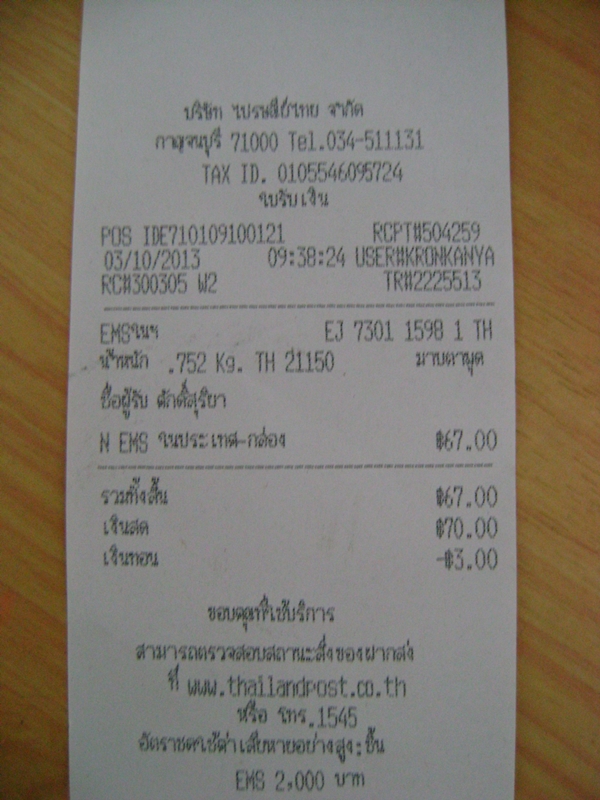 บริษัท ไปรษณีย์ไทย จำกัด
กาญจนบุรี 71000 Tel.034-511131
TAX ID. 0105546095724
ใบรับเงิน
POS IDE710109100121 RCPT#504259
03/10/2013 09:38:24 USER#KRONKANYA
RC#300305 W2 TR#2225513
EMSในฯ EJ 7301 1598 1 TH
น้ำหนัก .752 Kg. TH 21150 มาบตาพุด
ชื่อผู้รับ ศักดิ์สุริยา
N EMS ในประเทศ-กล่อง ฿67.00
รวมทั้งสิ้น ฿67.00
เงินสด ฿70.00
เงินทอน -฿3.00
ขอบคุณที่ใช้บริการ
สามารถตรวจสอบสถานะสิ่งของฝากส่ง
ที่ www.thailandpost.co.th
หรือ โทร.1545
อัตราชดใช้ค่าเสียหายอย่างสูง:ชิ้น
EMS 2,000 บาท